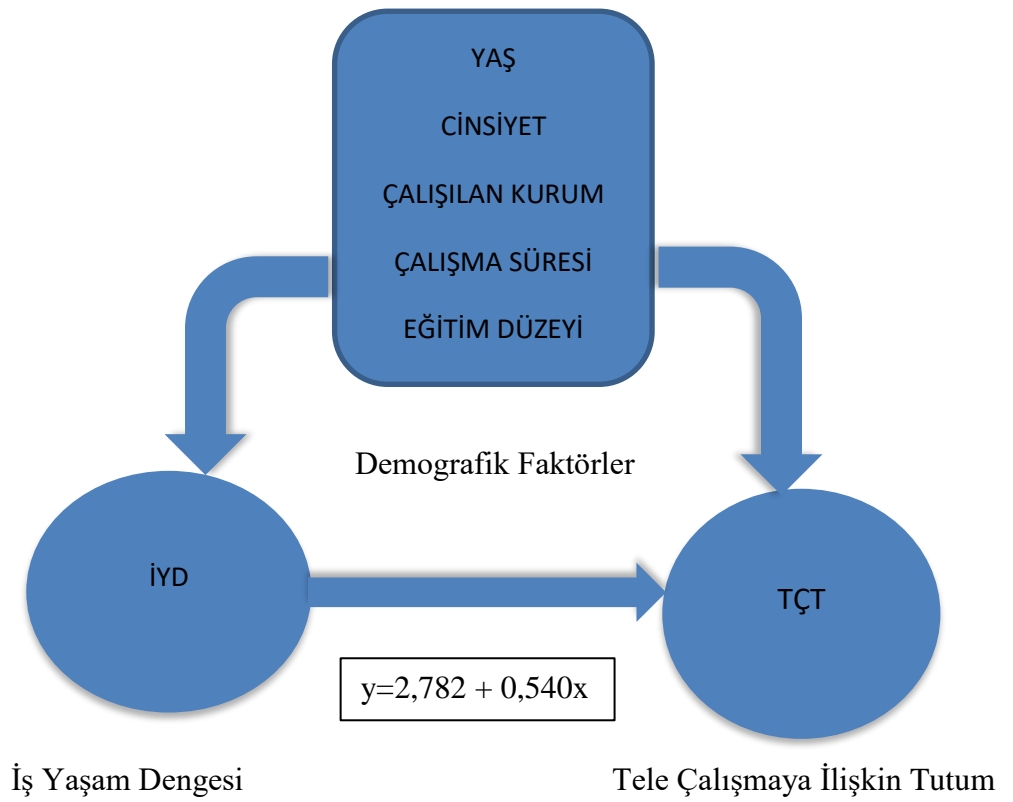 YAŞ
CİNSİYET
ÇALIŞILAN KURUM
ÇALIŞMA SÜRESİ
EĞİTİM DÜZEYİ
Demografik Faktörler
İYD
TÇT
y=2,782 + 0,540x
İş Yaşam Dengesi
Tele Çalışmaya İlişkin Tutum